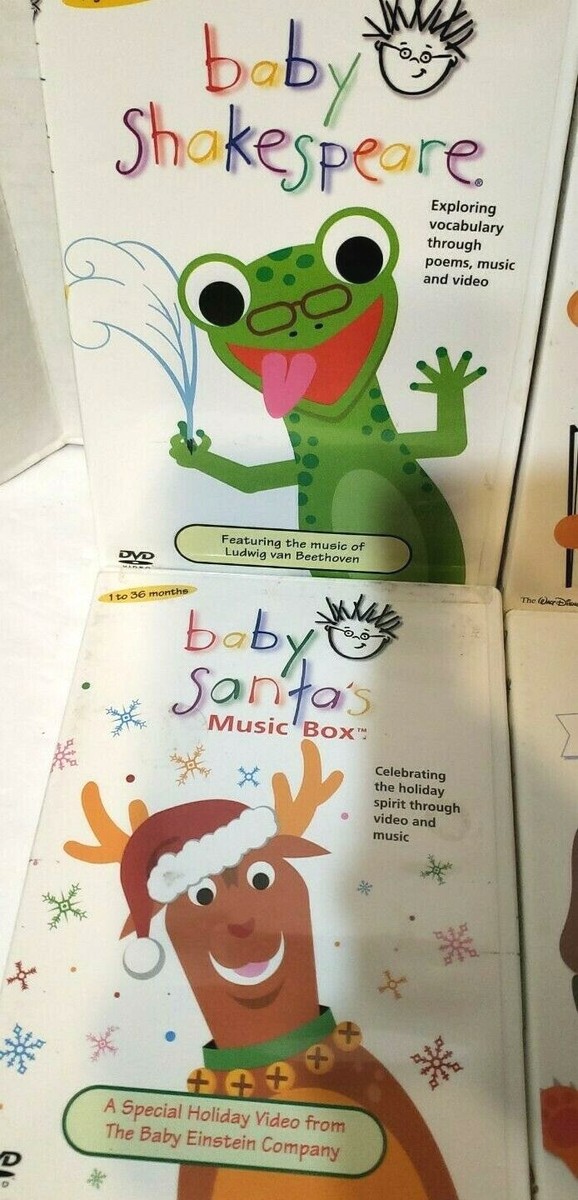 baby
Shakespeare®
Exploring
vocabulary
through
poems, music
and video
Featuring the music of
Ludwig van Beethoven
DVD
VIDEO
The Walt Disney
1 to 36 months
baby
Santa's
Music Box™
Celebrating
the holiday
spirit through
video and
music
A Special Holiday Video from
The Baby Einstein Company